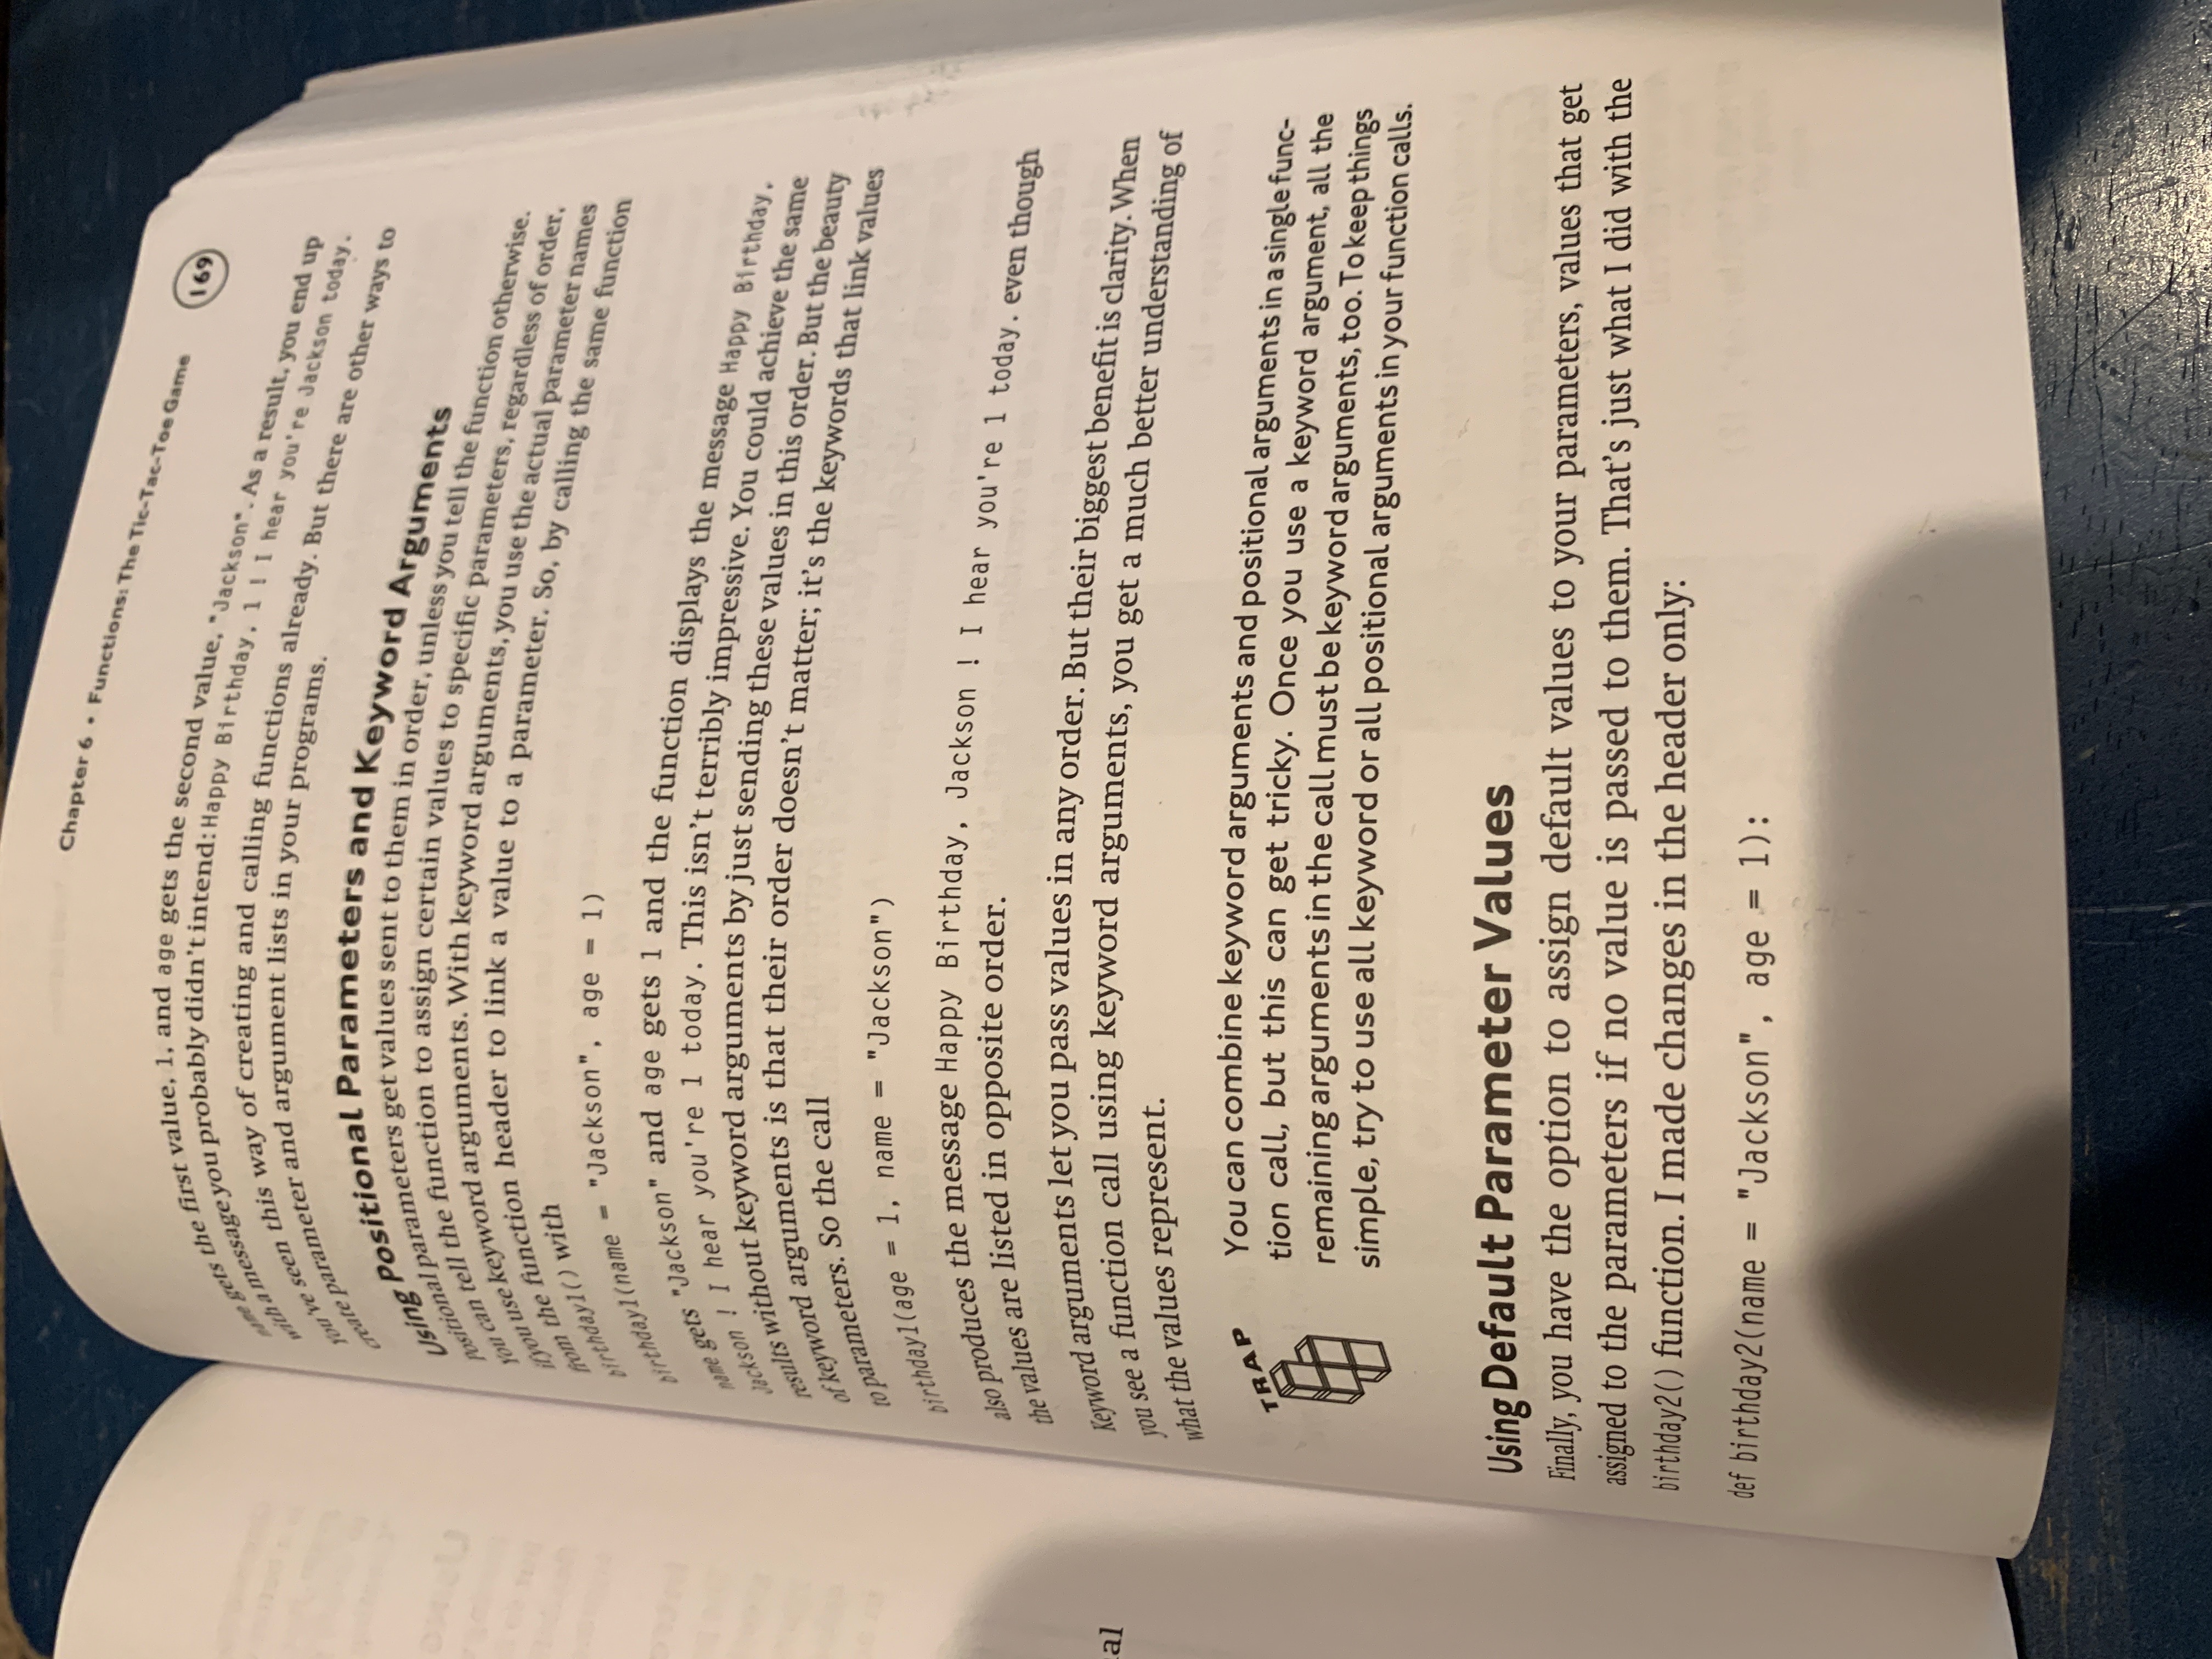 Chapter 6 • Functions: The Tic-Tac-Toe Game
169
name gets the first value, 1, and age gets the second value, "Jackson". As a result, you end up
with a message you probably didn't intend: Happy Birthday, 1 ! I hear you're Jackson today.
You've seen this way of creating and calling functions already. But there are other ways to
create parameter and argument lists in your programs.
Using Positional Parameters and Keyword Arguments
Positional parameters get values sent to them in order, unless you tell the function otherwise.
You can tell the function to assign certain values to specific parameters, regardless of order,
if you use keyword arguments. With keyword arguments, you use the actual parameter names
from the function header to link a value to a parameter. So, by calling the same function
birthday1() with
birthday1(name = "Jackson", age = 1)
name gets "Jackson" and age gets 1 and the function displays the message Happy Birthday,
Jackson ! I hear you're 1 today. This isn't terribly impressive. You could achieve the same
results without keyword arguments by just sending these values in this order. But the beauty
of keyword arguments is that their order doesn't matter; it's the keywords that link values
to parameters. So the call
birthday1(age = 1, name = "Jackson")
also produces the message Happy Birthday, Jackson ! I hear you're 1 today. even though
the values are listed in opposite order.
Keyword arguments let you pass values in any order. But their biggest benefit is clarity. When
you see a function call using keyword arguments, you get a much better understanding of
what the values represent.
TRAP
You can combine keyword arguments and positional arguments in a single func-
tion call, but this can get tricky. Once you use a keyword argument, all the
remaining arguments in the call must be keyword arguments, too. To keep things
simple, try to use all keyword or all positional arguments in your function calls.
Using Default Parameter Values
Finally, you have the option to assign default values to your parameters, values that get
assigned to the parameters if no value is passed to them. That's just what I did with the
birthday2() function. I made changes in the header only:
def birthday2(name = "Jackson", age = 1):